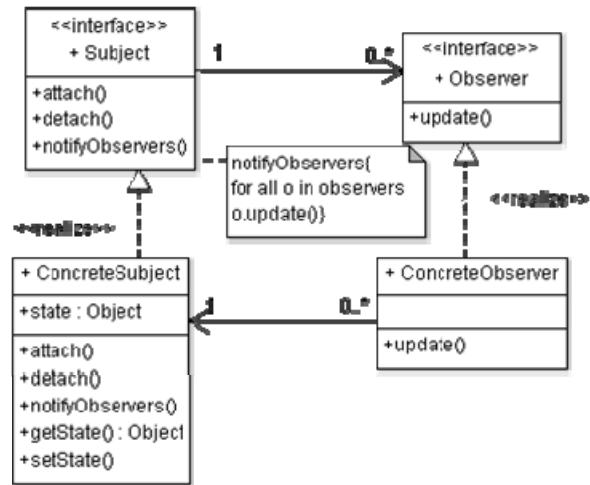 <<interface>>
+ Subject
+attach()
+detach()
+notifyObservers()
1
0..*
<<interface>>
+ Observer
+update()
notifyObservers{
for all o in observers
o.update()}
<<realize>>
<<realize>>
+ ConcreteSubject
+state : Object
+attach()
+detach()
+notifyObservers()
+getState() : Object
+setState()
1
0..*
+ ConcreteObserver
+update()